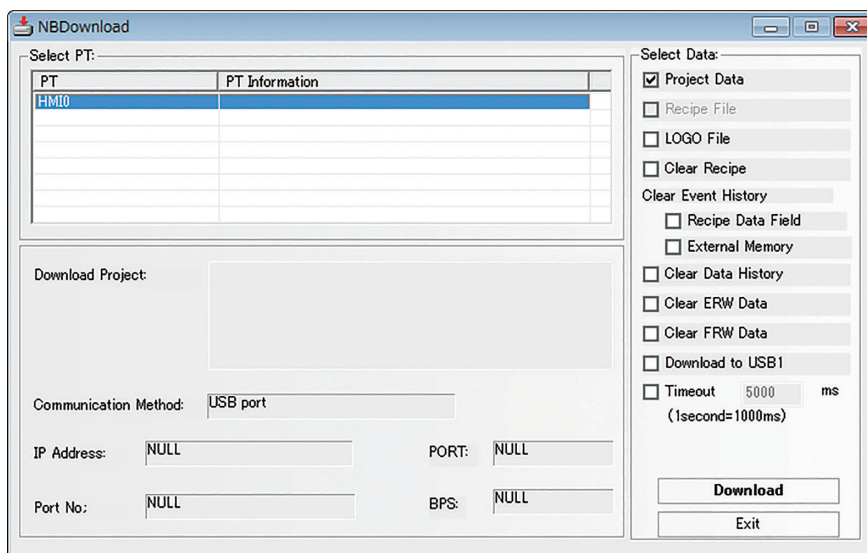 NBDownload
Select PT:
PT PT Information
HMI0
Download Project:
Communication Method: USB port
IP Address: NULL PORT: NULL
Port No; NULL BPS: NULL
Select Data:
Project Data
Recipe File
LOGO File
Clear Recipe
Clear Event History
Recipe Data Field
External Memory
Clear Data History
Clear ERW Data
Clear FRW Data
Download to USB1
Timeout 5000 ms
(1second=1000ms)
Download
Exit